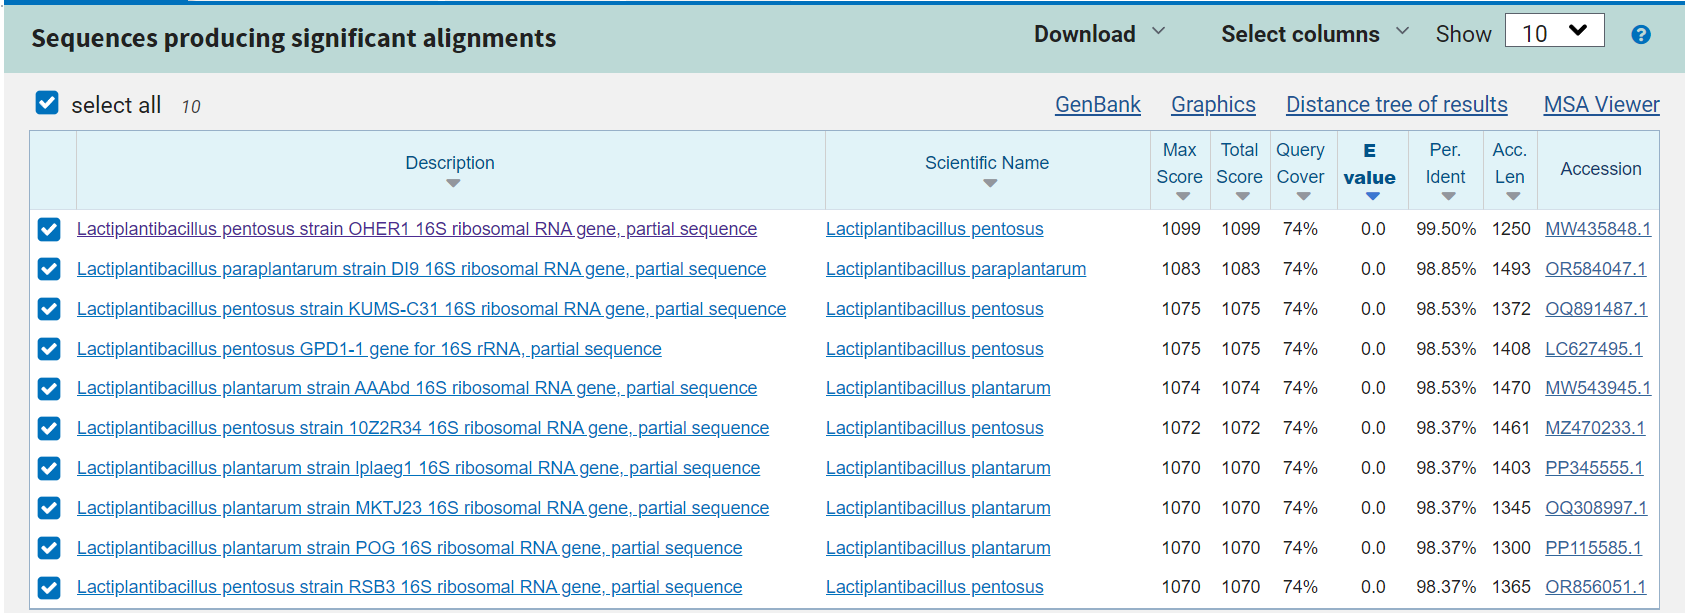 Sequences producing significant alignments Download Select columns Show 10
select all 10 GenBank Graphics Distance tree of results MSA Viewer
Description Scientific Name Max Score Total Score Query Cover E value Per. Ident Acc. Len Accession
Lactiplantibacillus pentosus strain OHER1 16S ribosomal RNA gene, partial sequence Lactiplantibacillus pentosus 1099 1099 74% 0.0 99.50% 1250 MW435848.1
Lactiplantibacillus paraplantarum strain DI9 16S ribosomal RNA gene, partial sequence Lactiplantibacillus paraplantarum 1083 1083 74% 0.0 98.85% 1493 OR584047.1
Lactiplantibacillus pentosus strain KUMS-C31 16S ribosomal RNA gene, partial sequence Lactiplantibacillus pentosus 1075 1075 74% 0.0 98.53% 1372 OQ891487.1
Lactiplantibacillus pentosus GPD1-1 gene for 16S rRNA, partial sequence Lactiplantibacillus pentosus 1075 1075 74% 0.0 98.53% 1408 LC627495.1
Lactiplantibacillus plantarum strain AAAbd 16S ribosomal RNA gene, partial sequence Lactiplantibacillus plantarum 1074 1074 74% 0.0 98.53% 1470 MW543945.1
Lactiplantibacillus pentosus strain 10Z2R34 16S ribosomal RNA gene, partial sequence Lactiplantibacillus pentosus 1072 1072 74% 0.0 98.37% 1461 MZ470233.1
Lactiplantibacillus plantarum strain lplaeg1 16S ribosomal RNA gene, partial sequence Lactiplantibacillus plantarum 1070 1070 74% 0.0 98.37% 1403 PP345555.1
Lactiplantibacillus plantarum strain MKTJ23 16S ribosomal RNA gene, partial sequence Lactiplantibacillus plantarum 1070 1070 74% 0.0 98.37% 1345 OQ308997.1
Lactiplantibacillus plantarum strain POG 16S ribosomal RNA gene, partial sequence Lactiplantibacillus plantarum 1070 1070 74% 0.0 98.37% 1300 PP115585.1
Lactiplantibacillus pentosus strain RSB3 16S ribosomal RNA gene, partial sequence Lactiplantibacillus pentosus 1070 1070 74% 0.0 98.37% 1365 OR856051.1